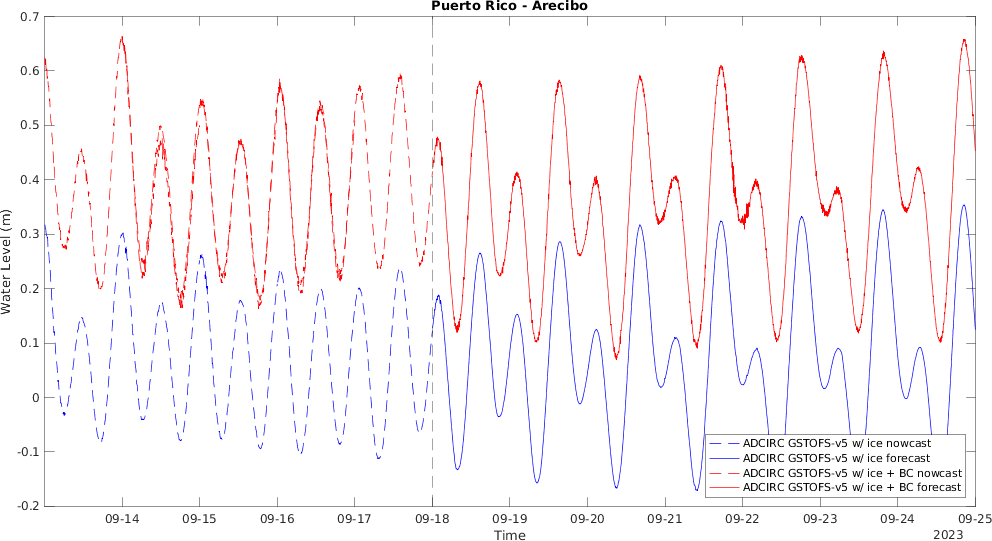 Puerto Rico - Arecibo
0.7
0.6
0.5
0.4
0.3
0.2
0.1
0
-0.1
-0.2
Water Level (m)
09-14 09-15 09-16 09-17 09-18 09-19 09-20 09-21 09-22 09-23 09-24 09-25
Time
2023
ADCIRC GSTOFS-v5 w/ ice nowcast
ADCIRC GSTOFS-v5 w/ ice forecast
ADCIRC GSTOFS-v5 w/ ice + BC nowcast
ADCIRC GSTOFS-v5 w/ ice + BC forecast